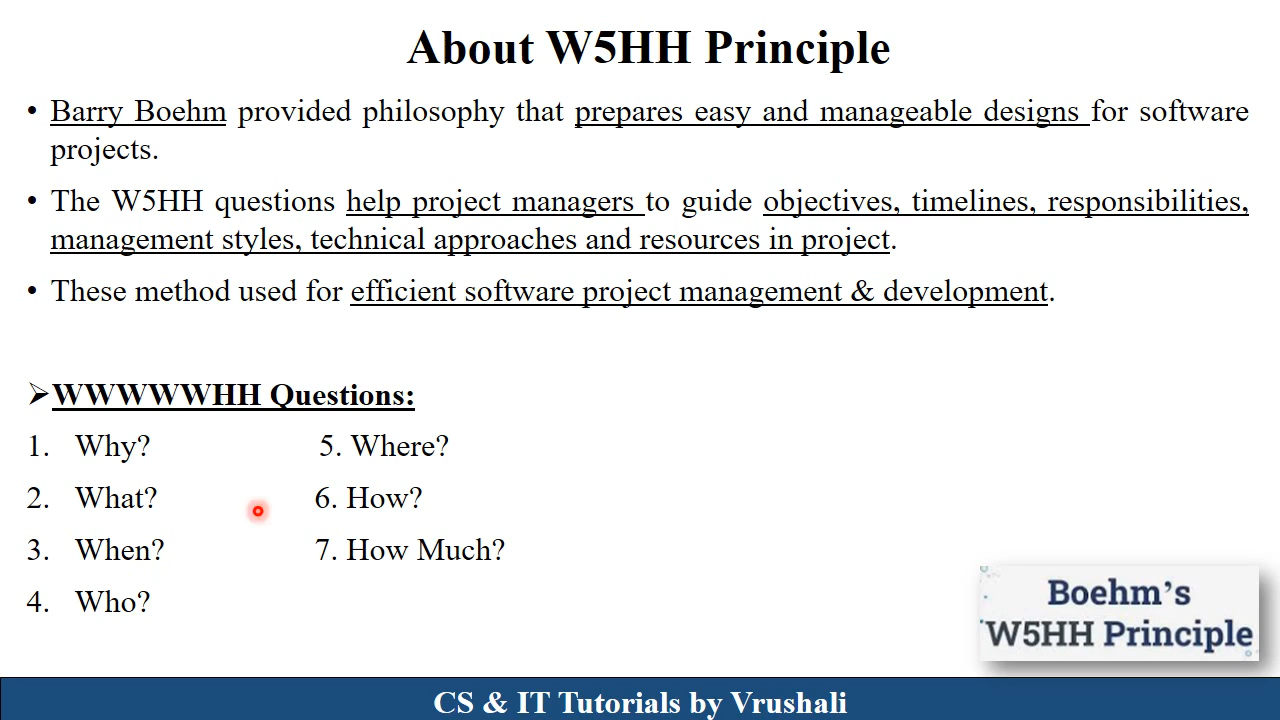 About W5HH Principle
• Barry Boehm provided philosophy that prepares easy and manageable designs for software
projects.
• The W5HH questions help project managers to guide objectives, timelines, responsibilities,
management styles, technical approaches and resources in project.
• These method used for efficient software project management & development.
➢WWWWWHH Questions:
1. Why?
2. What?
3. When?
4. Who?
5. Where?
6. How?
7. How Much?
Boehm's
W5HH Principle
CS & IT Tutorials by Vrushali